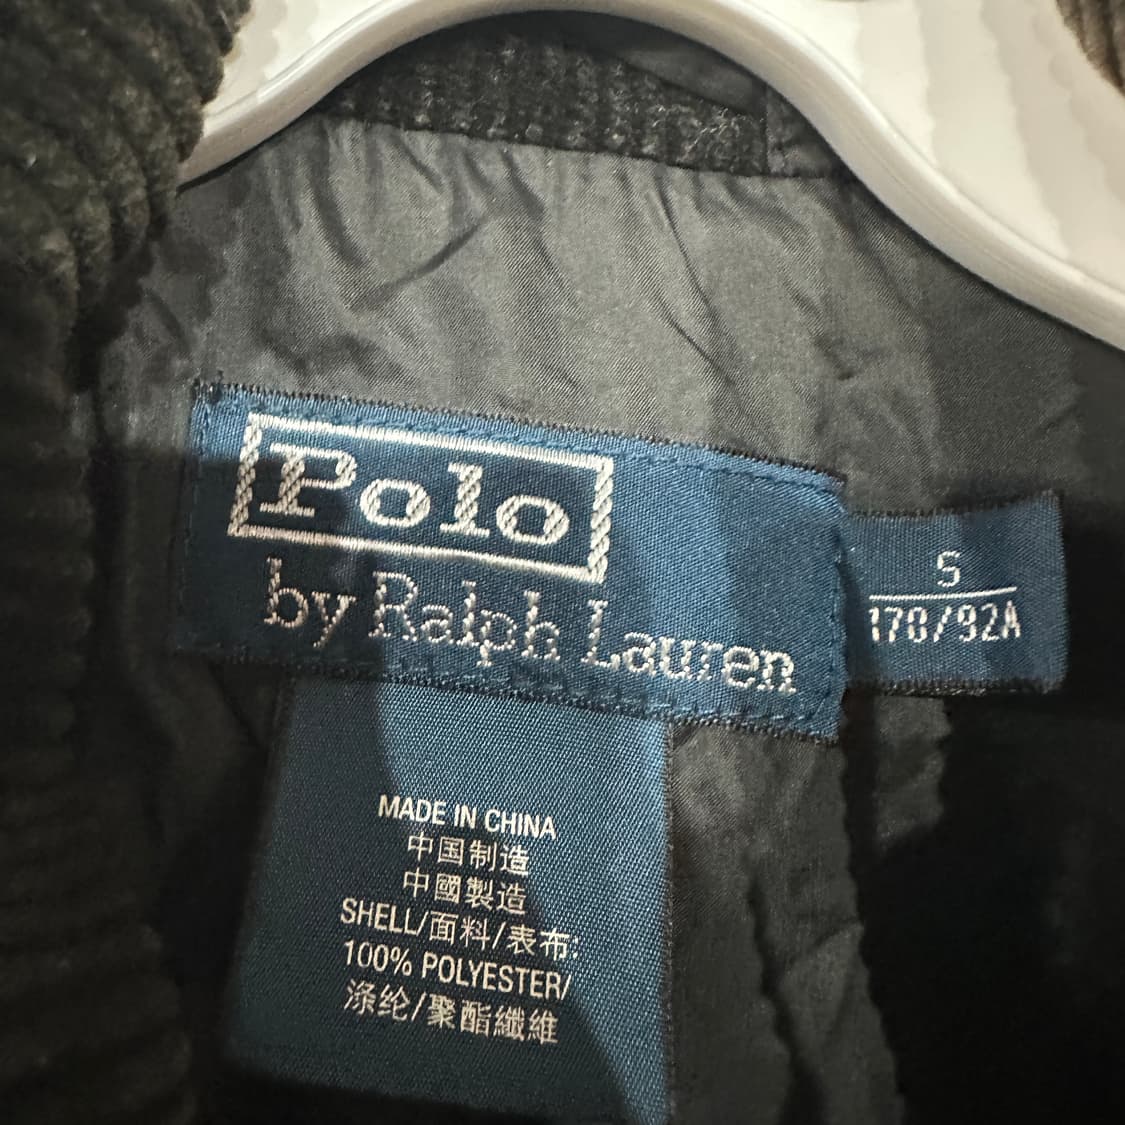 Polo
by Ralph Lauren
S
170/92A
MADE IN CHINA
中国制造
中國製造
SHELL/面料/表布:
100% POLYESTER/
涤纶/聚酯纖維